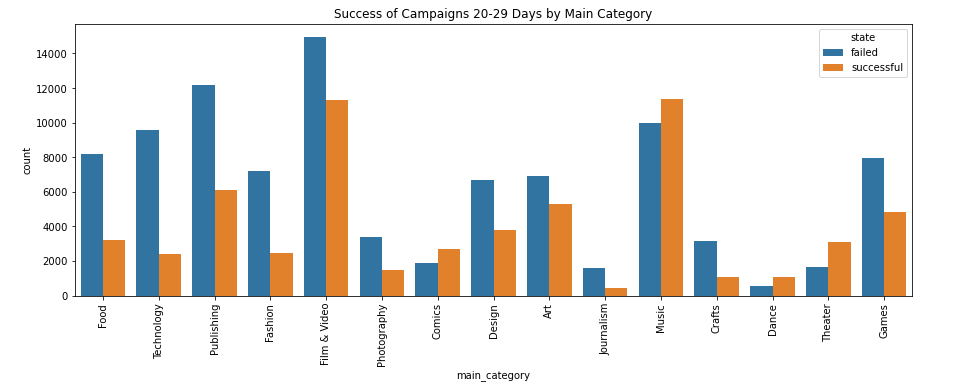 Success of Campaigns 20-29 Days by Main Category
state
failed
successful
count
14000
12000
10000
8000
6000
4000
2000
0
Food
Technology
Publishing
Fashion
Film & Video
Photography
Comics
Design
Art
Journalism
Music
Crafts
Dance
Theater
Games
main_category